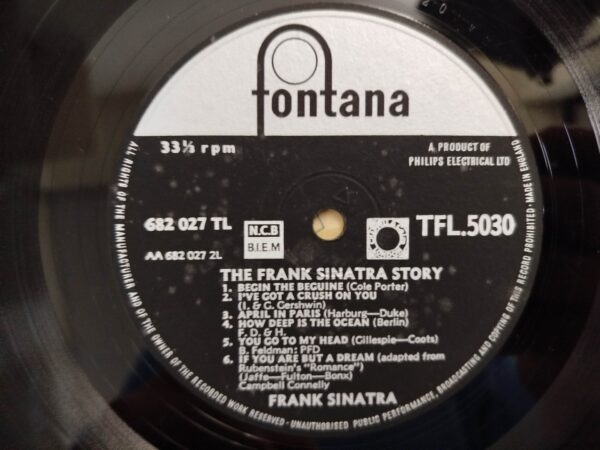 fontana
33⅓ rpm
A PRODUCT OF
PHILIPS ELECTRICAL LTD
682 027 TL
N.C.B
B.I.E.M
TFL.5030
AA 682 027 2L
THE FRANK SINATRA STORY
1. BEGIN THE BEGUINE (Cole Porter)
2. I'VE GOT A CRUSH ON YOU
(I. & G. Gershwin)
3. APRIL IN PARIS (Harburg—Duke)
4. HOW DEEP IS THE OCEAN (Berlin)
F. D. & H.
5. YOU GO TO MY HEAD (Gillespie—Coots)
B. Feldman: PFD
6. IF YOU ARE BUT A DREAM (adapted from
Rubenstein's "Romance")
(Jaffe—Fulton—Bonx)
Campbell Connelly
FRANK SINATRA
ALL RIGHTS OF THE MANUFACTURER AND OF THE OWNER OF THE RECORDED WORK RESERVED · UNAUTHORISED PUBLIC PERFORMANCE, BROADCASTING AND COPYING OF THIS RECORD PROHIBITED · MADE IN ENGLAND